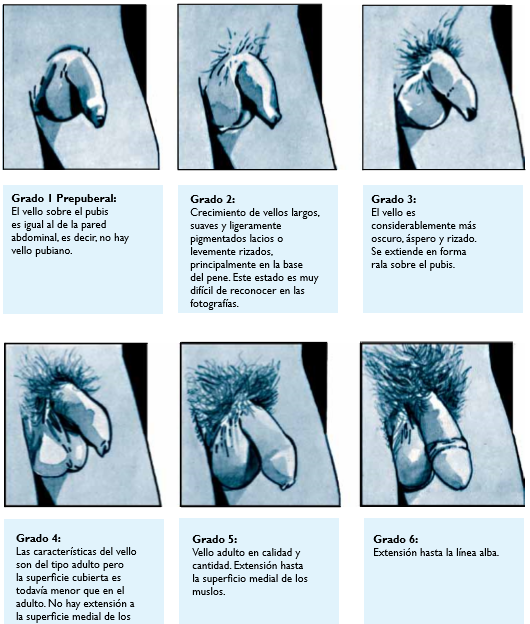 Grado 1 Prepuberal:
El vello sobre el pubis
es igual al de la pared
abdominal, es decir, no hay
vello pubiano.
Grado 2:
Crecimiento de vellos largos,
suaves y ligeramente
pigmentados lacios o
levemente rizados,
principalmente en la base
del pene. Este estado es muy
difícil de reconocer en las
fotografías.
Grado 3:
El vello es
considerablemente más
oscuro, áspero y rizado.
Se extiende en forma
rala sobre el pubis.
Grado 4:
Las características del vello
son del tipo adulto pero
la superficie cubierta es
todavía menor que en el
adulto. No hay extensión a
la superficie medial de los
Grado 5:
Vello adulto en calidad y
cantidad. Extensión hasta
la superficio medial de los
muslos.
Grado 6:
Extensión hasta la línea alba.